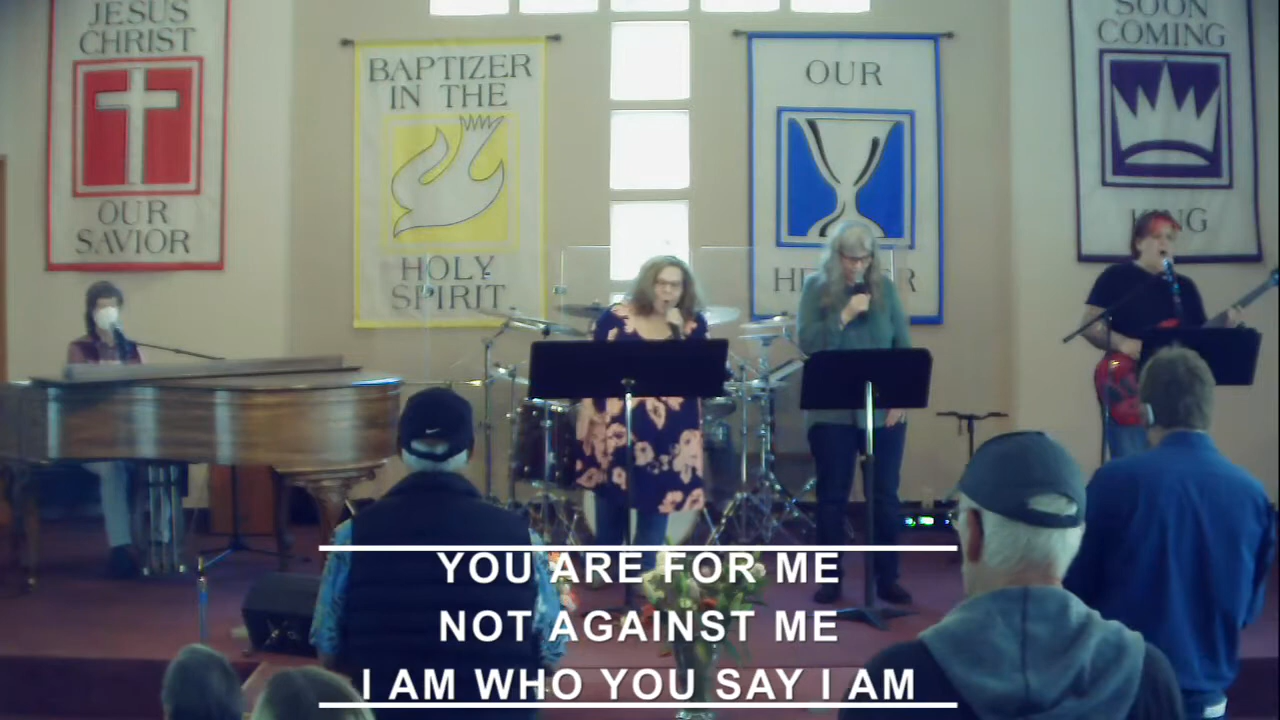 JESUS
CHRIST
OUR
SAVIOR
BAPTIZER
IN THE
HOLY
SPIRIT
OUR
SOON
COMING
KING
YOU ARE FOR ME
NOT AGAINST ME
I AM WHO YOU SAY I AM